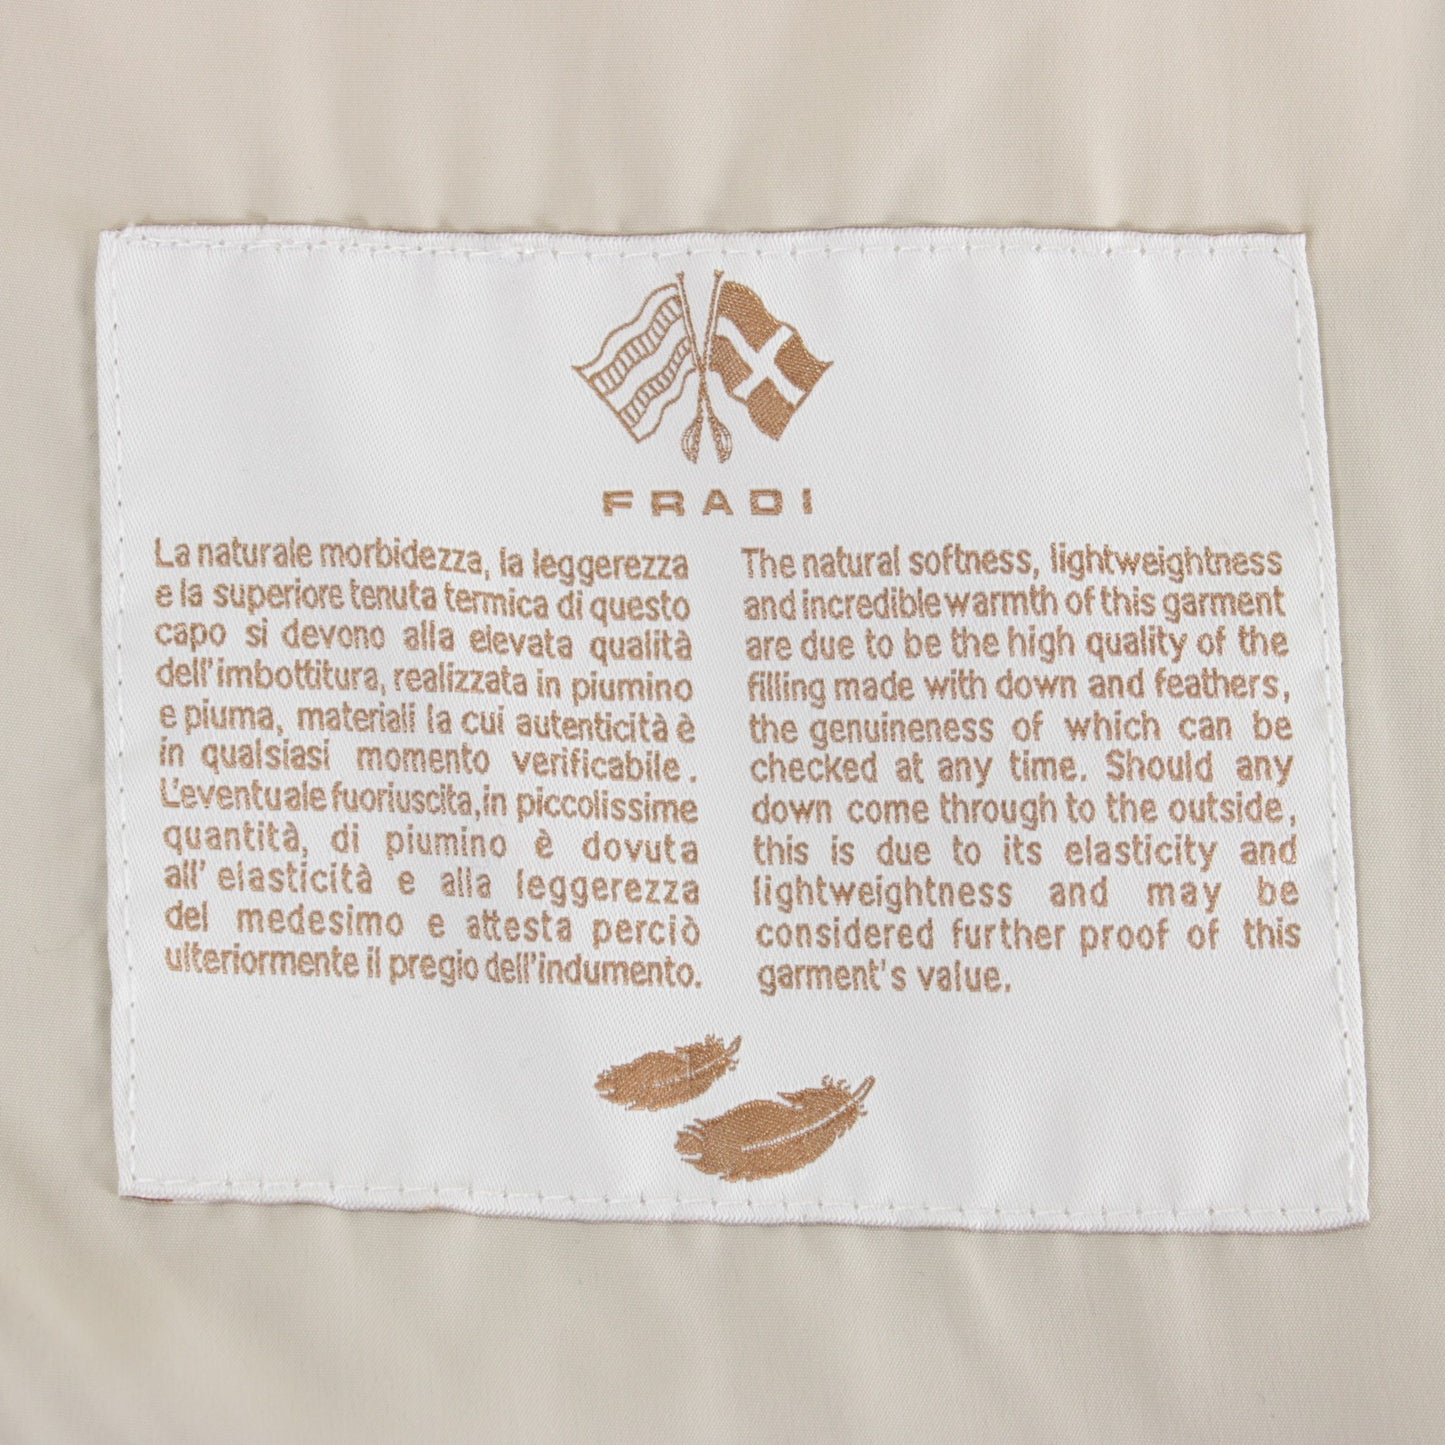 FRADI
La naturale morbidezza, la leggerezza
e la superiore tenuta termica di questo
capo si devono alla elevata qualità
dell'imbottitura, realizzata in piumino
e piuma, materiali la cui autenticità è
in qualsiasi momento verificabile.
L'eventuale fuoriuscita, in piccolissime
quantità, di piumino è dovuta
all' elasticità e alla leggerezza
del medesimo e attesta perciò
ulteriormente il pregio dell'indumento.
The natural softness, lightweightness
and incredible warmth of this garment
are due to be the high quality of the
filling made with down and feathers,
the genuineness of which can be
checked at any time. Should any
down come through to the outside,
this is due to its elasticity and
lightweightness and may be
considered further proof of this
garment's value.